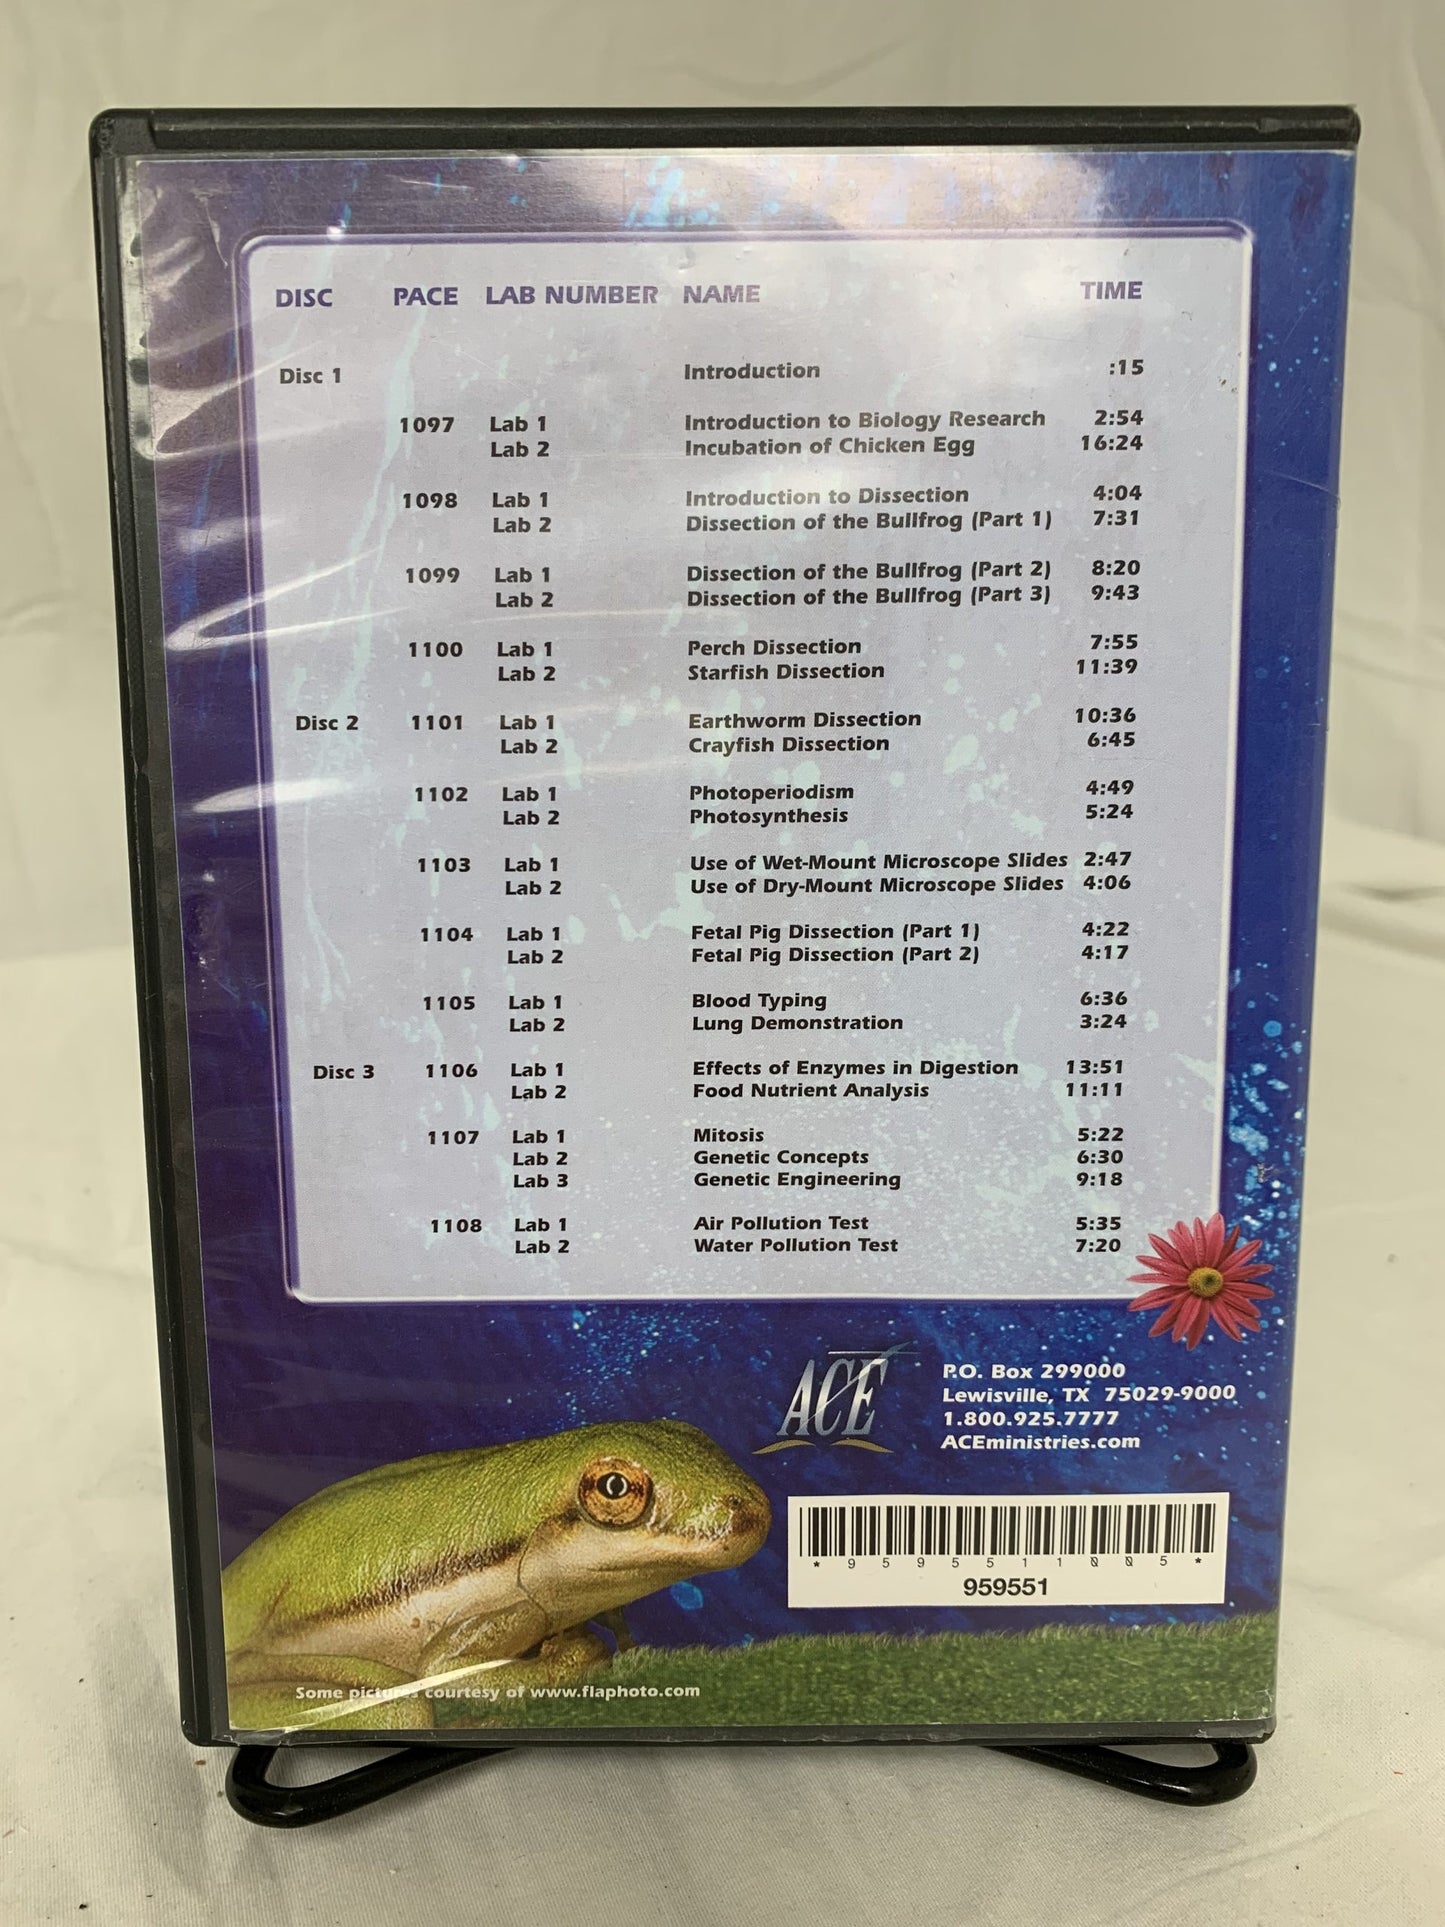 DISC PACE LAB NUMBER NAME TIME
Disc 1 Introduction :15
1097 Lab 1 Introduction to Biology Research 2:54
Lab 2 Incubation of Chicken Egg 16:24
1098 Lab 1 Introduction to Dissection 4:04
Lab 2 Dissection of the Bullfrog (Part 1) 7:31
1099 Lab 1 Dissection of the Bullfrog (Part 2) 8:20
Lab 2 Dissection of the Bullfrog (Part 3) 9:43
1100 Lab 1 Perch Dissection 7:55
Lab 2 Starfish Dissection 11:39
Disc 2 1101 Lab 1 Earthworm Dissection 10:36
Lab 2 Crayfish Dissection 6:45
1102 Lab 1 Photoperiodism 4:49
Lab 2 Photosynthesis 5:24
1103 Lab 1 Use of Wet-Mount Microscope Slides 2:47
Lab 2 Use of Dry-Mount Microscope Slides 4:06
1104 Lab 1 Fetal Pig Dissection (Part 1) 4:22
Lab 2 Fetal Pig Dissection (Part 2) 4:17
1105 Lab 1 Blood Typing 6:36
Lab 2 Lung Demonstration 3:24
Disc 3 1106 Lab 1 Effects of Enzymes in Digestion 13:51
Lab 2 Food Nutrient Analysis 11:11
1107 Lab 1 Mitosis 5:22
Lab 2 Genetic Concepts 6:30
Lab 3 Genetic Engineering 9:18
1108 Lab 1 Air Pollution Test 5:35
Lab 2 Water Pollution Test 7:20
ACE
P.O. Box 299000
Lewisville, TX 75029-9000
1.800.925.7777
ACEministries.com
*9595511005*
959551
Some pictures courtesy of www.flaphoto.com